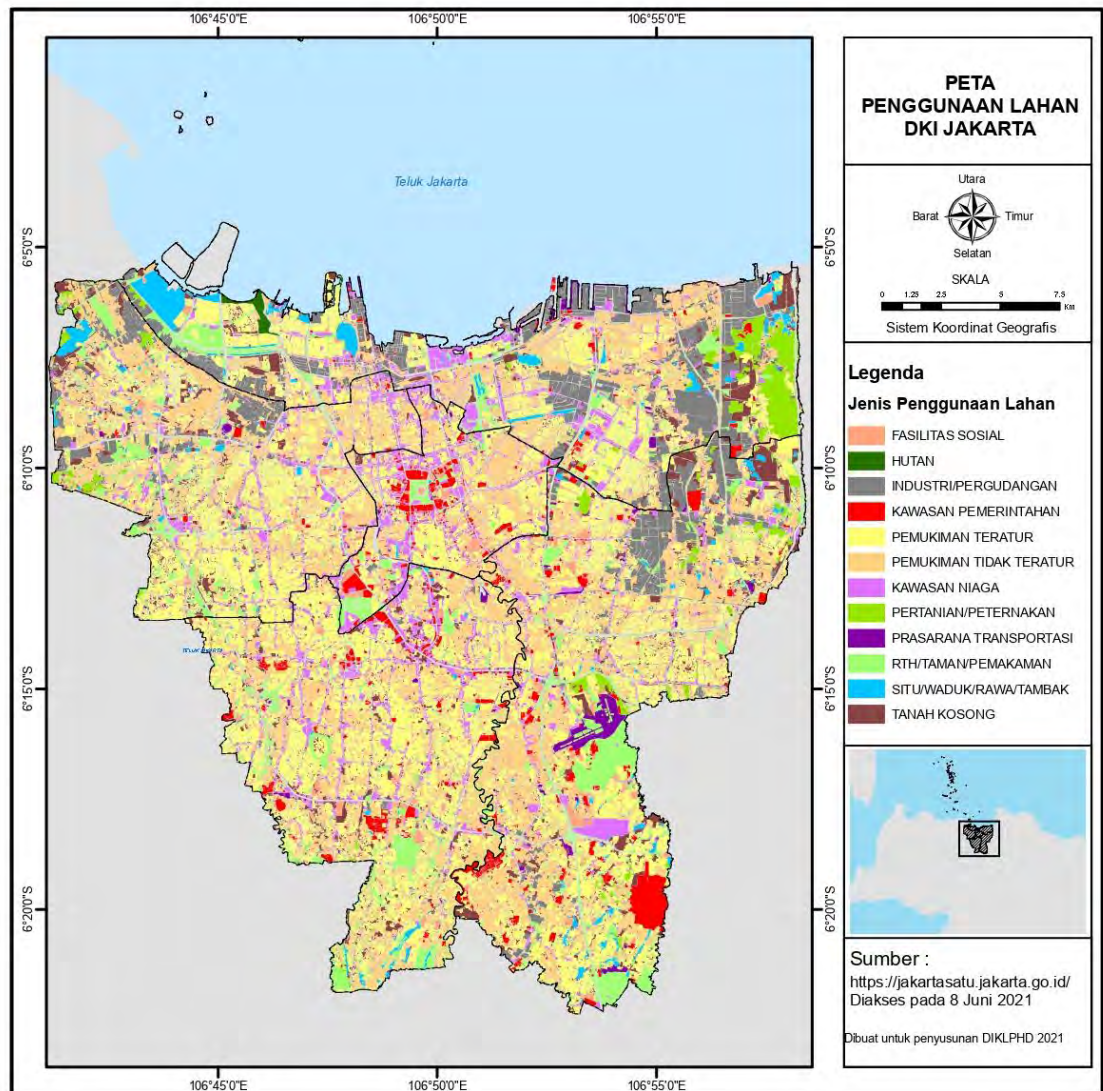 106°45'0"E
106°50'0"E
106°55'0"E
Teluk Jakarta
6°5'0"S
6°5'0"S
6°10'0"S
6°10'0"S
6°15'0"S
6°15'0"S
6°20'0"S
6°20'0"S
106°45'0"E
106°50'0"E
106°55'0"E
PETA
PENGGUNAAN LAHAN
DKI JAKARTA
Utara
Barat
Timur
Selatan
SKALA
0 1.25 2.5 5 7.5
Km
Sistem Koordinat Geografis
Legenda
Jenis Penggunaan Lahan
FASILITAS SOSIAL
HUTAN
INDUSTRI/PERGUDANGAN
KAWASAN PEMERINTAHAN
PEMUKIMAN TERATUR
PEMUKIMAN TIDAK TERATUR
KAWASAN NIAGA
PERTANIAN/PETERNAKAN
PRASARANA TRANSPORTASI
RTH/TAMAN/PEMAKAMAN
SITU/WADUK/RAWA/TAMBAK
TANAH KOSONG
Sumber :
https://jakartasatu.jakarta.go.id/
Diakses pada 8 Juni 2021
Dibuat untuk penyusunan DIKLPHD 2021